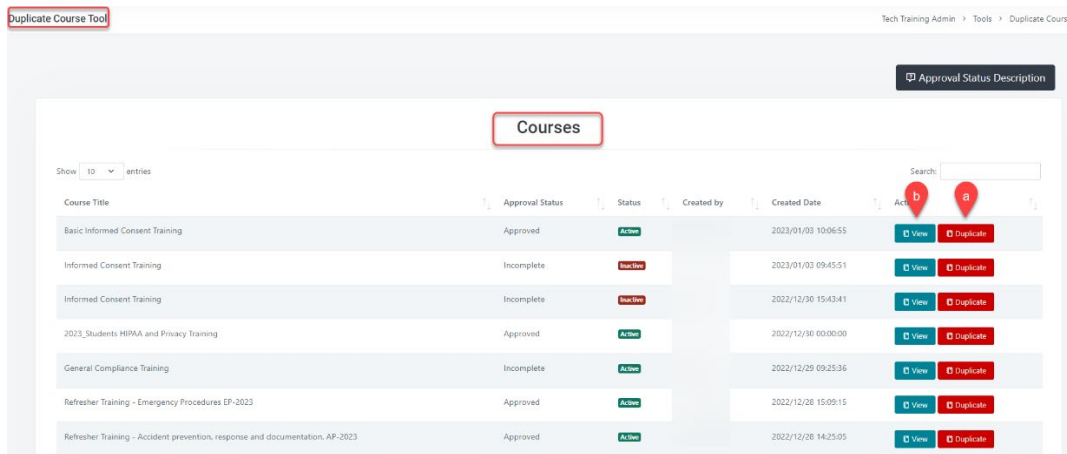 Duplicate Course Tool
Tech Training Admin > Tools > Duplicate Cours
Approval Status Description
Courses
Show 10 entries
Search:
b a
Course Title Approval Status Status Created by Created Date Act
Basic Informed Consent Training Approved Active 2023/01/03 10:06:55 View Duplicate
Informed Consent Training Incomplete Inactive 2023/01/03 09:45:51 View Duplicate
Informed Consent Training Incomplete Inactive 2022/12/30 15:43:41 View Duplicate
2023_Students HIPAA and Privacy Training Approved Active 2022/12/30 00:00:00 View Duplicate
General Compliance Training Incomplete Active 2022/12/29 09:25:36 View Duplicate
Refresher Training - Emergency Procedures EP-2023 Approved Active 2022/12/28 15:09:15 View Duplicate
Refresher Training - Accident prevention, response and documentation. AP-2023 Approved Active 2022/12/28 14:25:05 View Duplicate